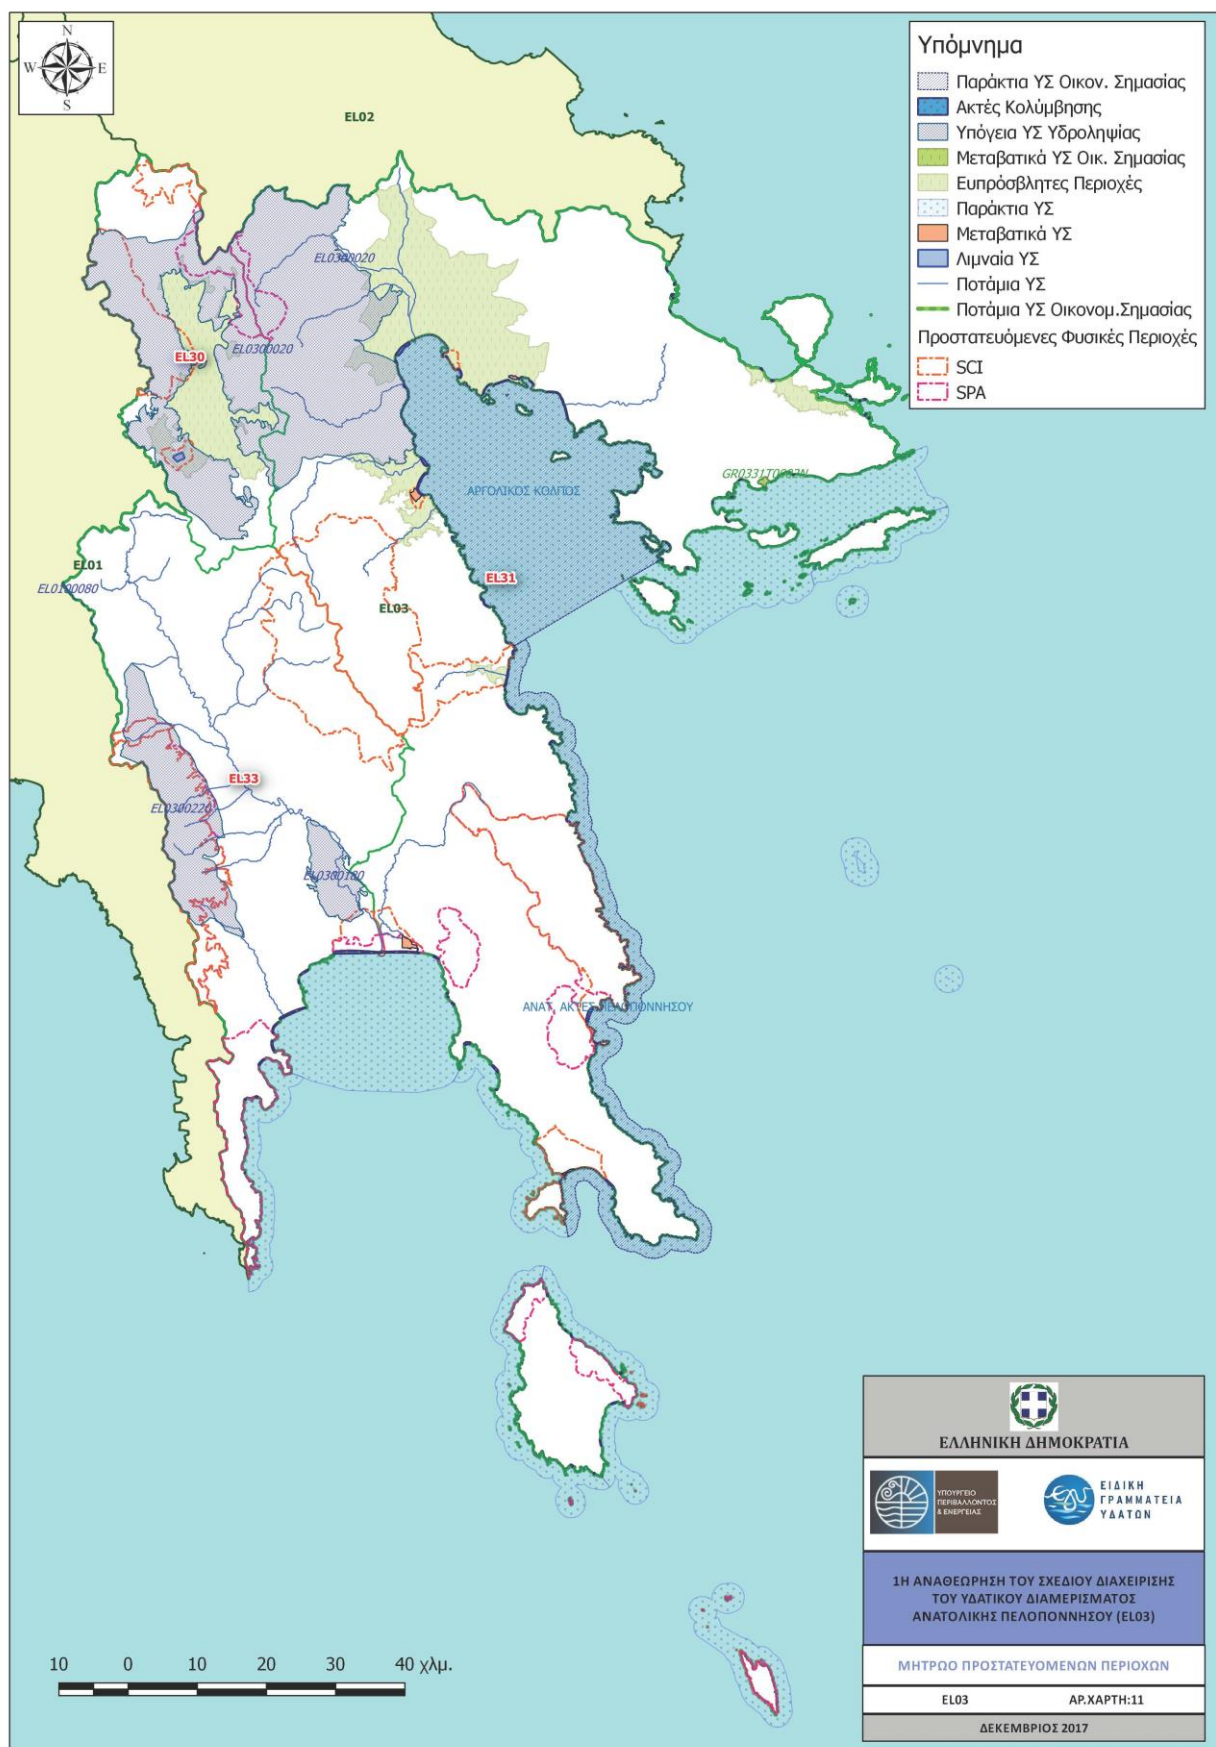 N
W E
S
Υπόμνημα
Παράκτια ΥΣ Οικον. Σημασίας
Ακτές Κολύμβησης
Υπόγεια ΥΣ Υδροληψίας
Μεταβατικά ΥΣ Οικ. Σημασίας
Ευπρόσβλητες Περιοχές
Παράκτια ΥΣ
Μεταβατικά ΥΣ
Λιμναία ΥΣ
Ποτάμια ΥΣ
Ποτάμια ΥΣ Οικονομ.Σημασίας
Προστατευόμενες Φυσικές Περιοχές
SCI
SPA
EL02
EL0300020
EL0300020
EL30
GR0331T0002N
ΑΡΓΟΛΙΚΟΣ ΚΟΛΠΟΣ
EL01
EL31
EL0100080
EL03
EL33
EL0300220
EL0300180
ΑΝΑΤ. ΑΚΤΕΣ ΠΕΛΟΠΟΝΝΗΣΟΥ
10 0 10 20 30 40 χλμ.
ΕΛΛΗΝΙΚΗ ΔΗΜΟΚΡΑΤΙΑ
ΥΠΟΥΡΓΕΙΟ
ΠΕΡΙΒΑΛΛΟΝΤΟΣ
& ΕΝΕΡΓΕΙΑΣ
ΕΙΔΙΚΗ
ΓΡΑΜΜΑΤΕΙΑ
ΥΔΑΤΩΝ
1Η ΑΝΑΘΕΩΡΗΣΗ ΤΟΥ ΣΧΕΔΙΟΥ ΔΙΑΧΕΙΡΙΣΗΣ
ΤΟΥ ΥΔΑΤΙΚΟΥ ΔΙΑΜΕΡΙΣΜΑΤΟΣ
ΑΝΑΤΟΛΙΚΗΣ ΠΕΛΟΠΟΝΝΗΣΟΥ (EL03)
ΜΗΤΡΩΟ ΠΡΟΣΤΑΤΕΥΟΜΕΝΩΝ ΠΕΡΙΟΧΩΝ
EL03 ΑΡ.ΧΑΡΤΗ:11
ΔΕΚΕΜΒΡΙΟΣ 2017